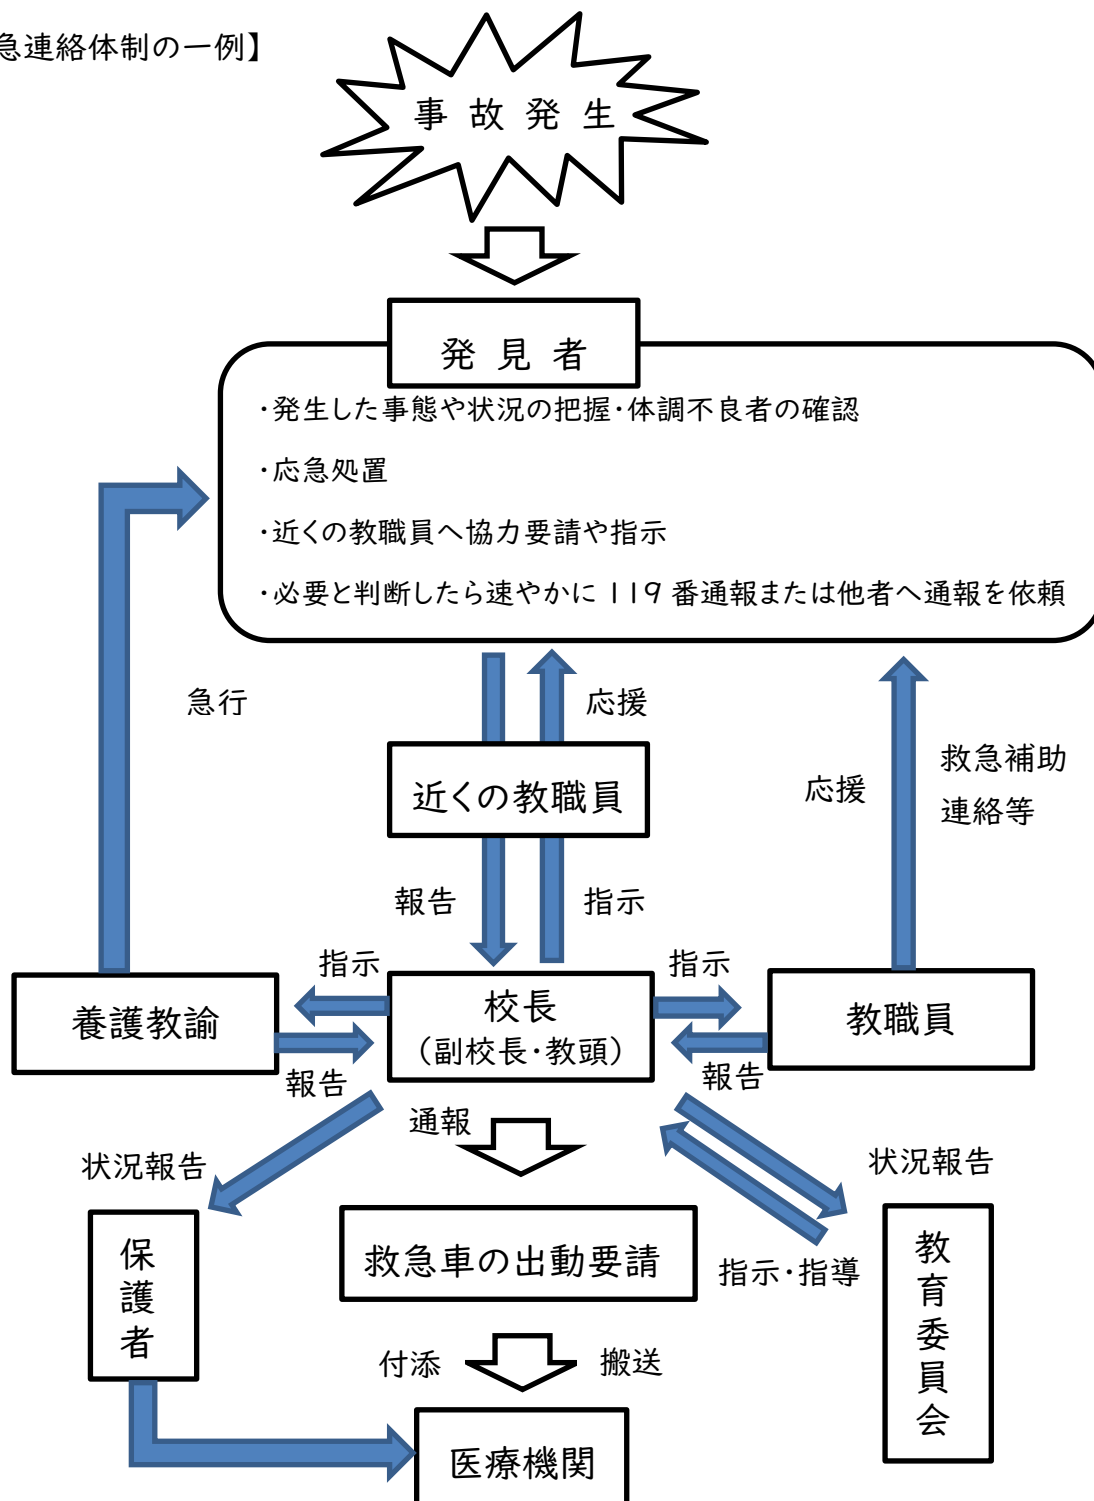 急連絡体制の一例】
事故発生
発見者
・発生した事態や状況の把握・体調不良者の確認
・応急処置
・近くの教職員へ協力要請や指示
・必要と判断したら速やかに119番通報または他者へ通報を依頼
急行
応援
近くの教職員
応援
救急補助
連絡等
報告
指示
指示
指示
養護教諭
校長
（副校長・教頭）
教職員
報告
報告
通報
状況報告
状況報告
保護者
救急車の出動要請
指示・指導
教育委員会
付添
搬送
医療機関